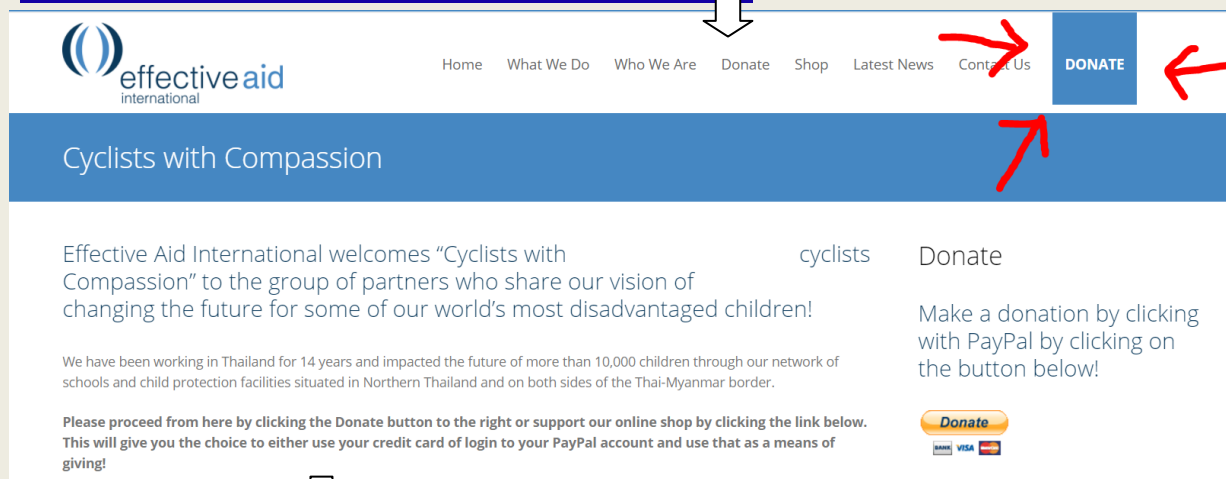 effective aid
international
Home What We Do Who We Are Donate Shop Latest News Contact Us DONATE
Cyclists with Compassion
Effective Aid International welcomes “Cyclists with cyclists
Compassion” to the group of partners who share our vision of
changing the future for some of our world’s most disadvantaged children!
We have been working in Thailand for 14 years and impacted the future of more than 10,000 children through our network of
schools and child protection facilities situated in Northern Thailand and on both sides of the Thai-Myanmar border.
Please proceed from here by clicking the Donate button to the right or support our online shop by clicking the link below.
This will give you the choice to either use your credit card of login to your PayPal account and use that as a means of
giving!
Donate
Make a donation by clicking
with PayPal by clicking on
the button below!
Donate
BANK VISA